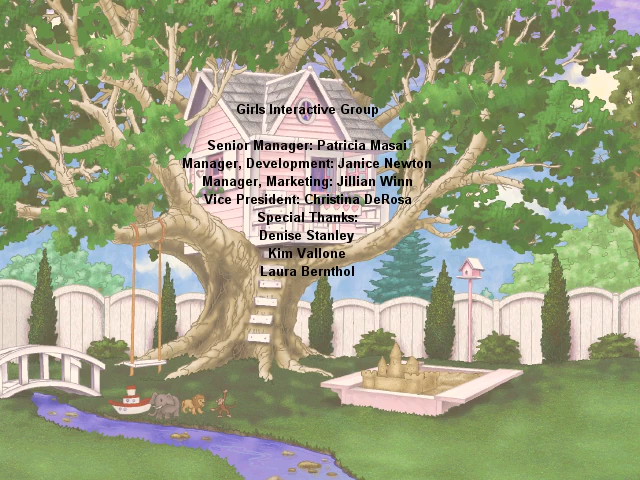 Girls Interactive Group
Senior Manager: Patricia Masai
Manager, Development: Janice Newton
Manager, Marketing: Jillian Winn
Vice President: Christina DeRosa
Special Thanks:
Denise Stanley
Kim Vallone
Laura Bernthol